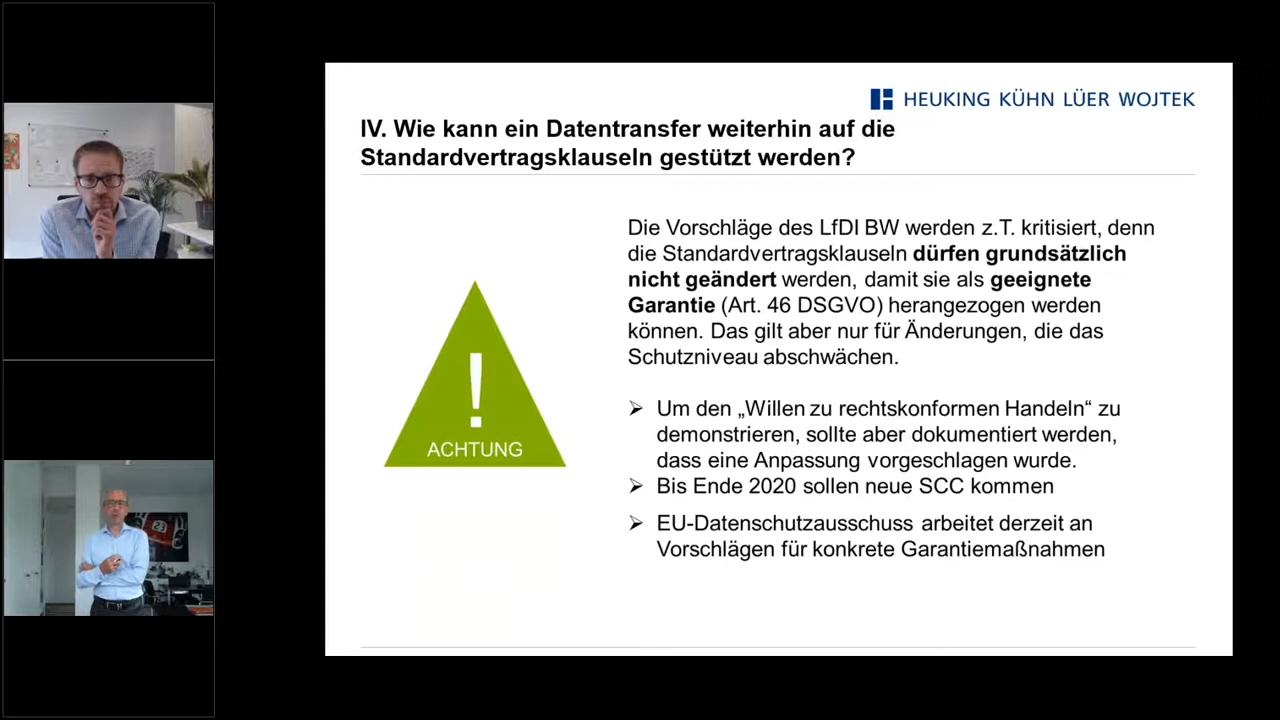 HEUKING KÜHN LÜER WOJTEK
IV. Wie kann ein Datentransfer weiterhin auf die
Standardvertragsklauseln gestützt werden?
Die Vorschläge des LfDI BW werden z.T. kritisiert, denn
die Standardvertragsklauseln dürfen grundsätzlich
nicht geändert werden, damit sie als geeignete
Garantie (Art. 46 DSGVO) herangezogen werden
können. Das gilt aber nur für Änderungen, die das
Schutzniveau abschwächen.
!
ACHTUNG
➢ Um den „Willen zu rechtskonformen Handeln“ zu
demonstrieren, sollte aber dokumentiert werden,
dass eine Anpassung vorgeschlagen wurde.
➢ Bis Ende 2020 sollen neue SCC kommen
➢ EU-Datenschutzausschuss arbeitet derzeit an
Vorschlägen für konkrete Garantiemaßnahmen